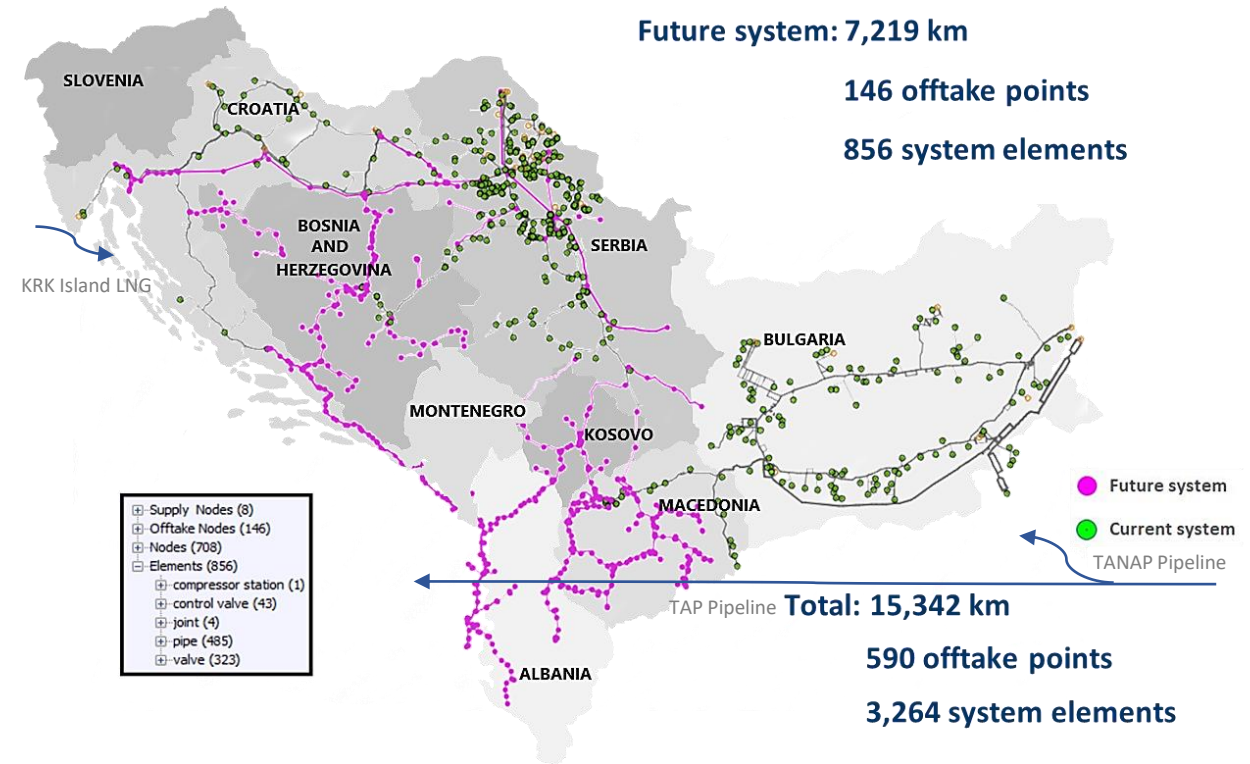 Future system: 7,219 km
146 offtake points
856 system elements
SLOVENIA
CROATIA
BOSNIA
AND
HERZEGOVINA
SERBIA
KRK Island LNG
BULGARIA
MONTENEGRO
KOSOVO
MACEDONIA
Future system
Current system
TANAP Pipeline
Supply Nodes (8)
Offtake Nodes (146)
Nodes (708)
Elements (856)
compressor station (1)
control valve (43)
joint (4)
pipe (485)
valve (323)
TAP Pipeline
Total: 15,342 km
590 offtake points
3,264 system elements
ALBANIA